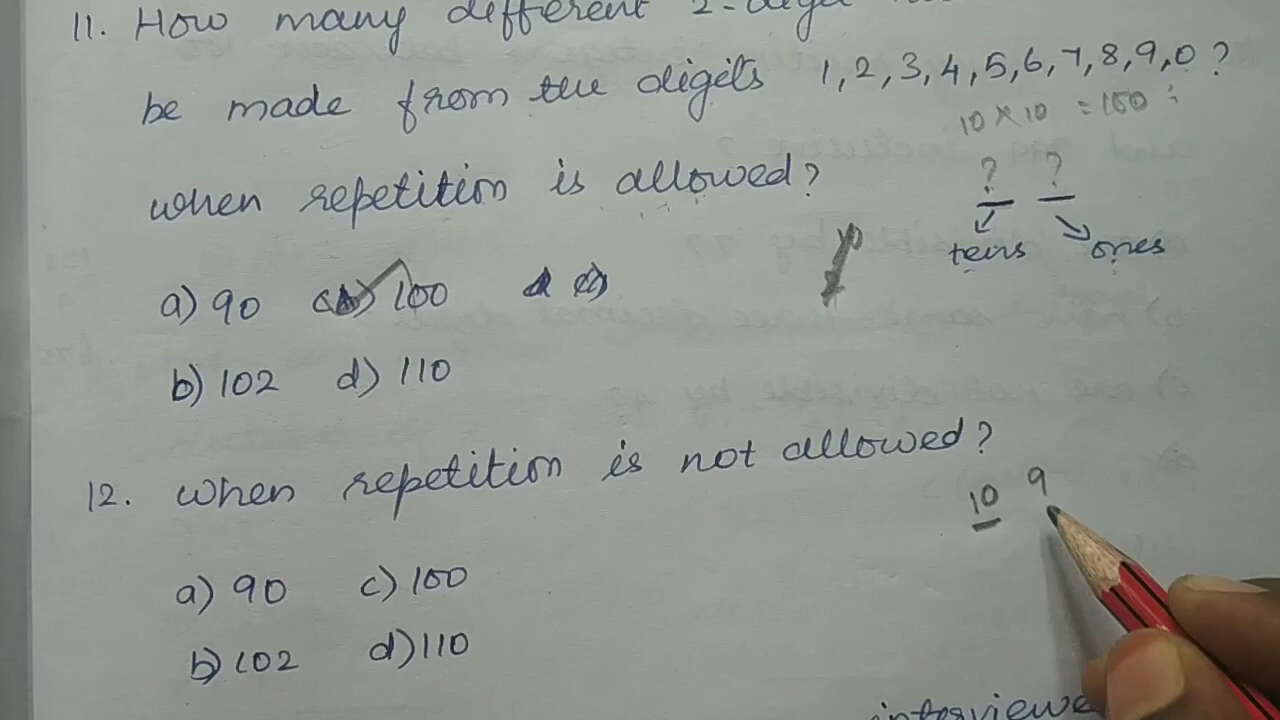 11. How many different 2-digit
be made from the digits 1,2,3,4,5,6,7,8,9,0?
10 × 10 = 100
when repetition is allowed?
? ?
tens ones
a) 90 c) 100
b) 102 d) 110
12. when repetition is not allowed?
10 9
a) 90 c) 100
b) 102 d) 110